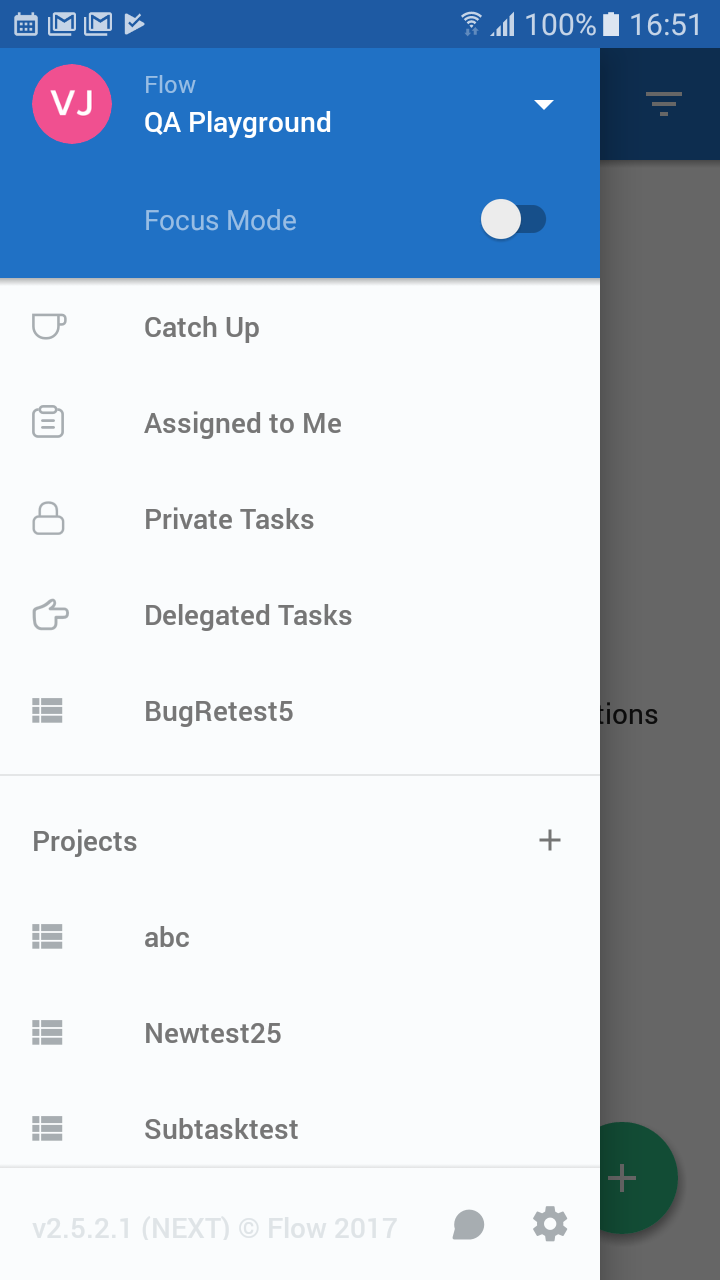 100% 16:51
VJ
Flow
QA Playground
Focus Mode
Catch Up
Assigned to Me
Private Tasks
Delegated Tasks
BugRetest5
tions
Projects
abc
Newtest25
Subtasktest
v2.5.2.1 (NEXT) © Flow 2017